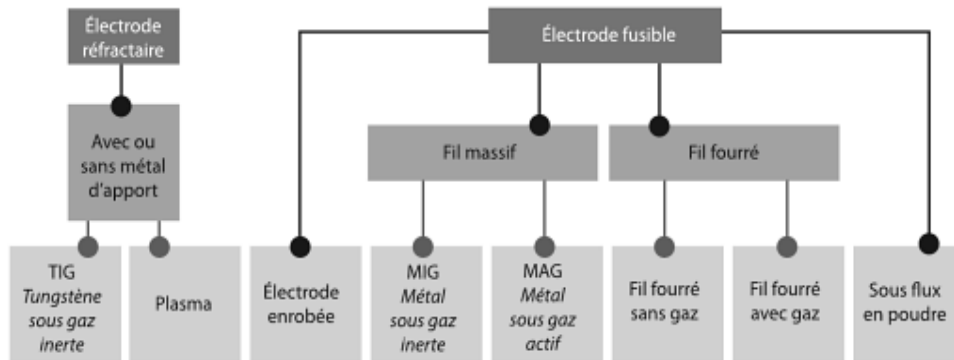 Électrode
réfractaire
Électrode fusible
Avec ou
sans métal
d'apport
Fil massif
Fil fourré
TIG
Tungstène
sous gaz
inerte
Plasma
Électrode
enrobée
MIG
Métal
sous gaz
inerte
MAG
Métal
sous gaz
actif
Fil fourré
sans gaz
Fil fourré
avec gaz
Sous flux
en poudre